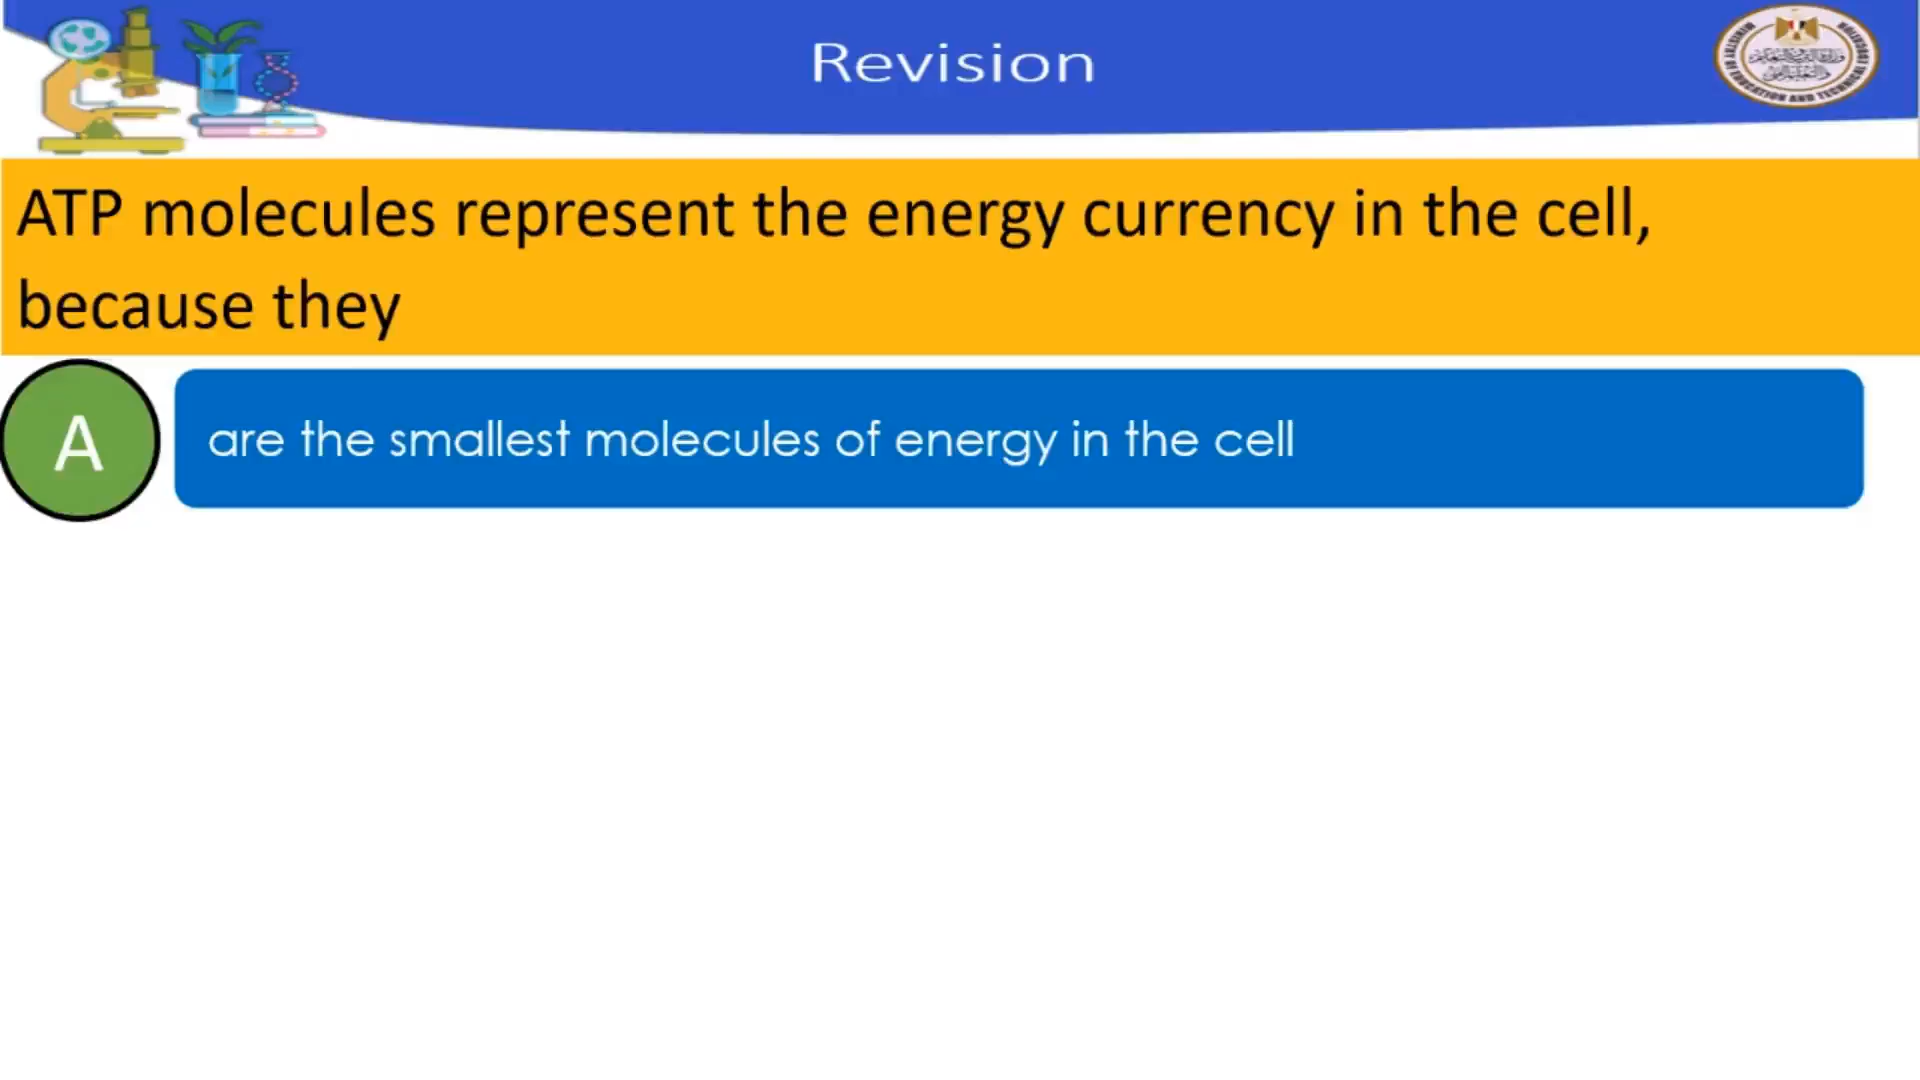 Revision
ATP molecules represent the energy currency in the cell,
because they
A
are the smallest molecules of energy in the cell